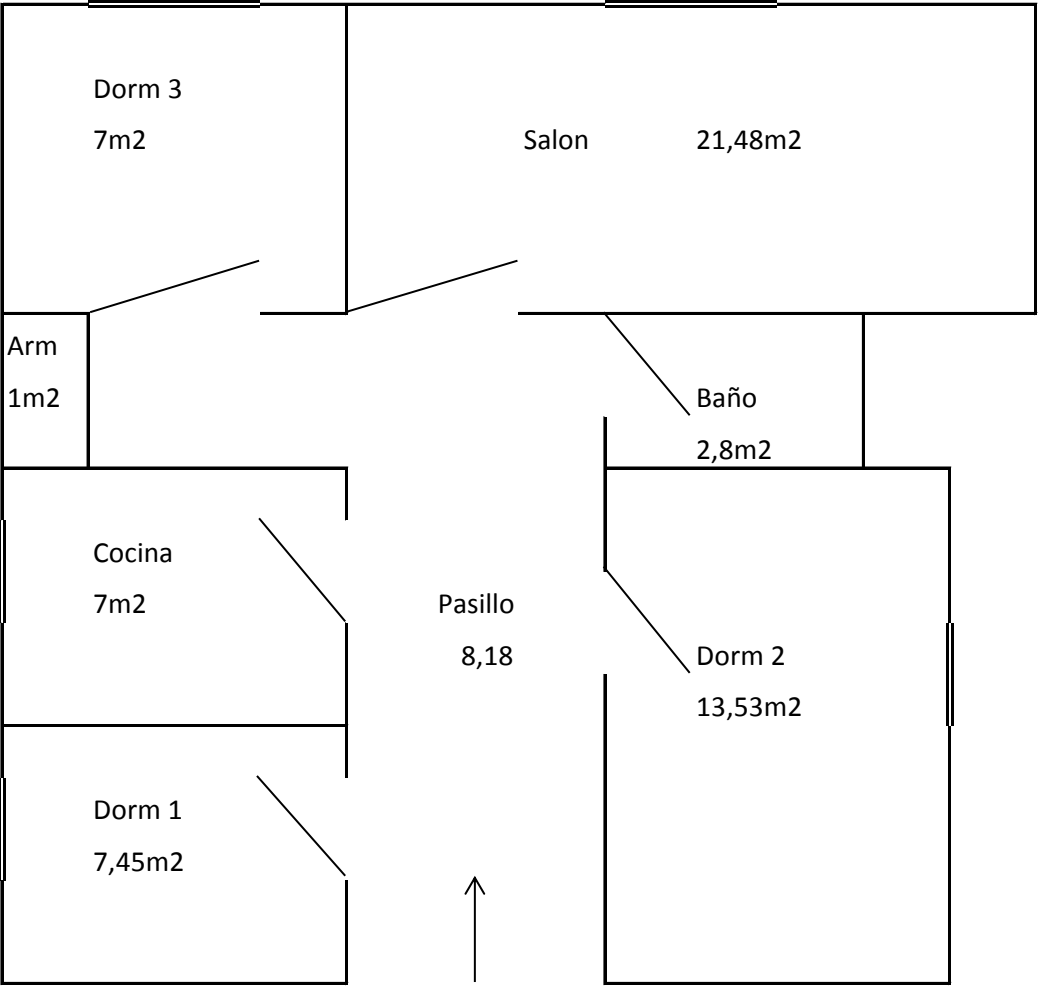 Dorm 3
7m2
Salon 21,48m2
Arm
1m2
Baño
2,8m2
Cocina
7m2
Pasillo
8,18
Dorm 2
13,53m2
Dorm 1
7,45m2